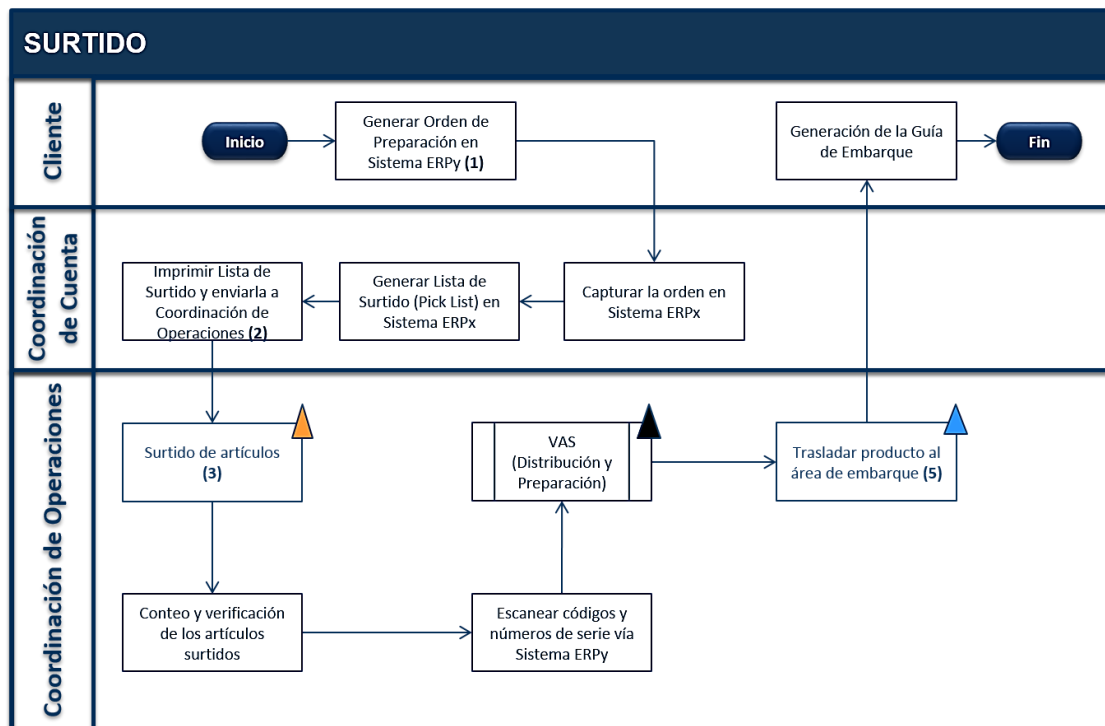 SURTIDO
Cliente
Inicio
Generar Orden de
Preparación en
Sistema ERPy (1)
Generación de la Guía
de Embarque
Fin
Coordinación
de Cuenta
Imprimir Lista de
Surtido y enviarla a
Coordinación de
Operaciones (2)
Generar Lista de
Surtido (Pick List) en
Sistema ERPx
Capturar la orden en
Sistema ERPx
Coordinación de Operaciones
Surtido de artículos
(3)
VAS
(Distribución y
Preparación)
Trasladar producto al
área de embarque (5)
Conteo y verificación
de los artículos
surtidos
Escanear códigos y
números de serie vía
Sistema ERPy